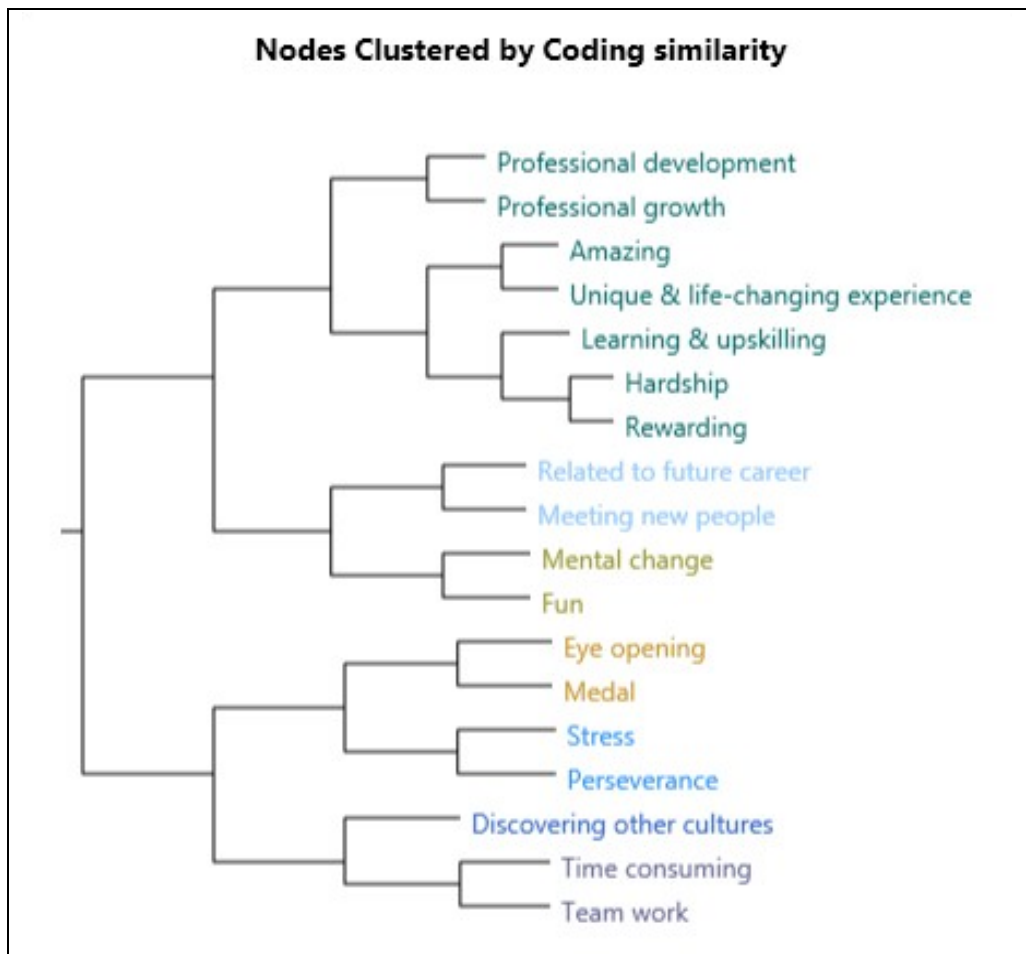 Nodes Clustered by Coding similarity
Professional development
Professional growth
Amazing
Unique & life-changing experience
Learning & upskilling
Hardship
Rewarding
Related to future career
Meeting new people
Mental change
Fun
Eye opening
Medal
Stress
Perseverance
Discovering other cultures
Time consuming
Team work